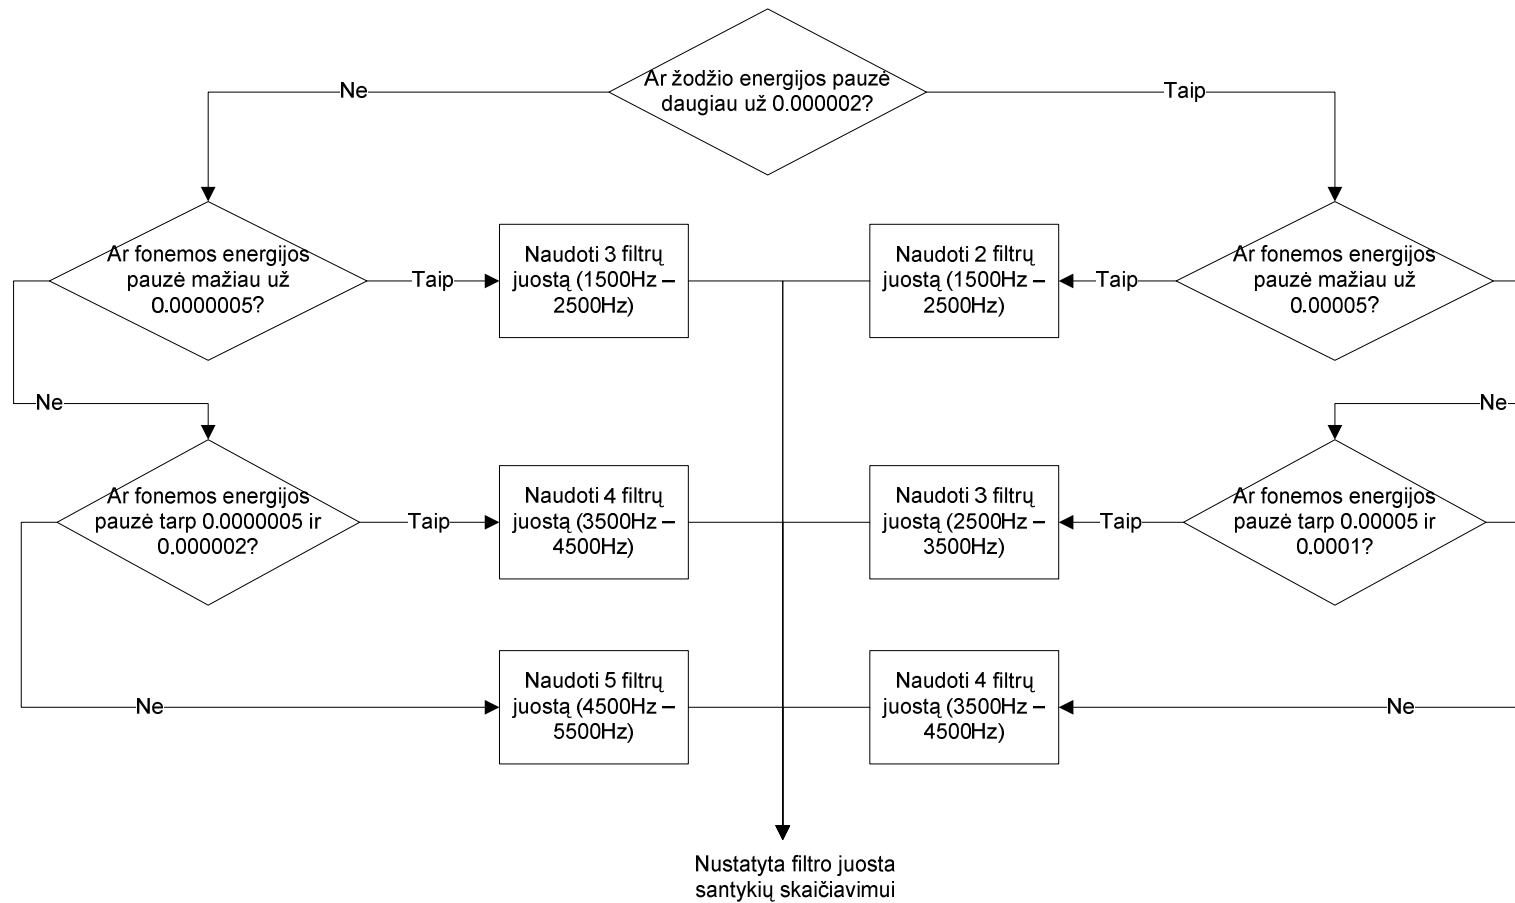 Ar žodžio energijos pauzė
daugiau už 0.000002?
Ne
Taip
Ar fonemos energijos
pauzė mažiau už
0.0000005?
Taip
Naudoti 3 filtrų
juostą (1500Hz –
2500Hz)
Naudoti 2 filtrų
juostą (1500Hz –
2500Hz)
Taip
Ar fonemos energijos
pauzė mažiau už
0.00005?
Ne
Ne
Ar fonemos energijos
pauzė tarp 0.0000005 ir
0.000002?
Taip
Naudoti 4 filtrų
juostą (3500Hz –
4500Hz)
Naudoti 3 filtrų
juostą (2500Hz –
3500Hz)
Taip
Ar fonemos energijos
pauzė tarp 0.00005 ir
0.0001?
Ne
Naudoti 5 filtrų
juostą (4500Hz –
5500Hz)
Naudoti 4 filtrų
juostą (3500Hz –
4500Hz)
Ne
Nustatyta filtro juosta
santykių skaičiavimui